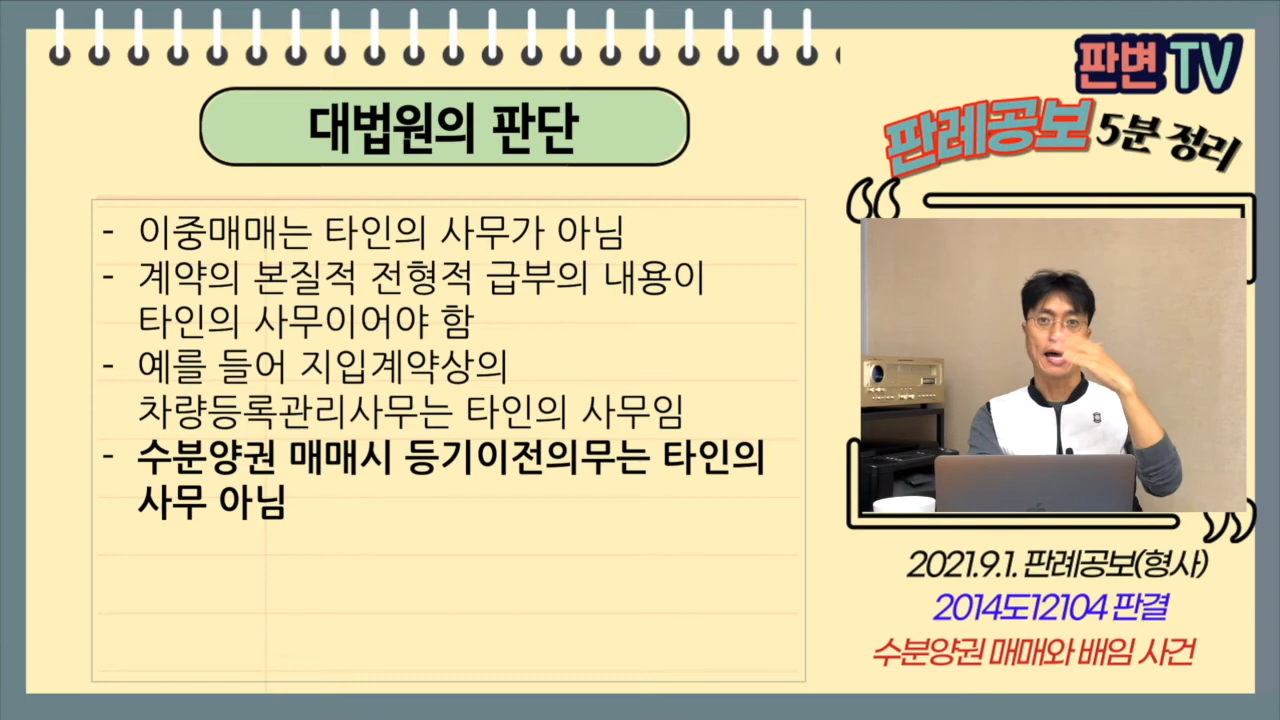 판변 TV
판례공보 5분 정리
대법원의 판단
- 이중매매는 타인의 사무가 아님
- 계약의 본질적 전형적 급부의 내용이
타인의 사무이어야 함
- 예를 들어 지입계약상의
차량등록관리사무는 타인의 사무임
- 수분양권 매매시 등기이전의무는 타인의
사무 아님
2021.9.1. 판례공보(형사)
2014도12104 판결
수분양권 매매와 배임 사건